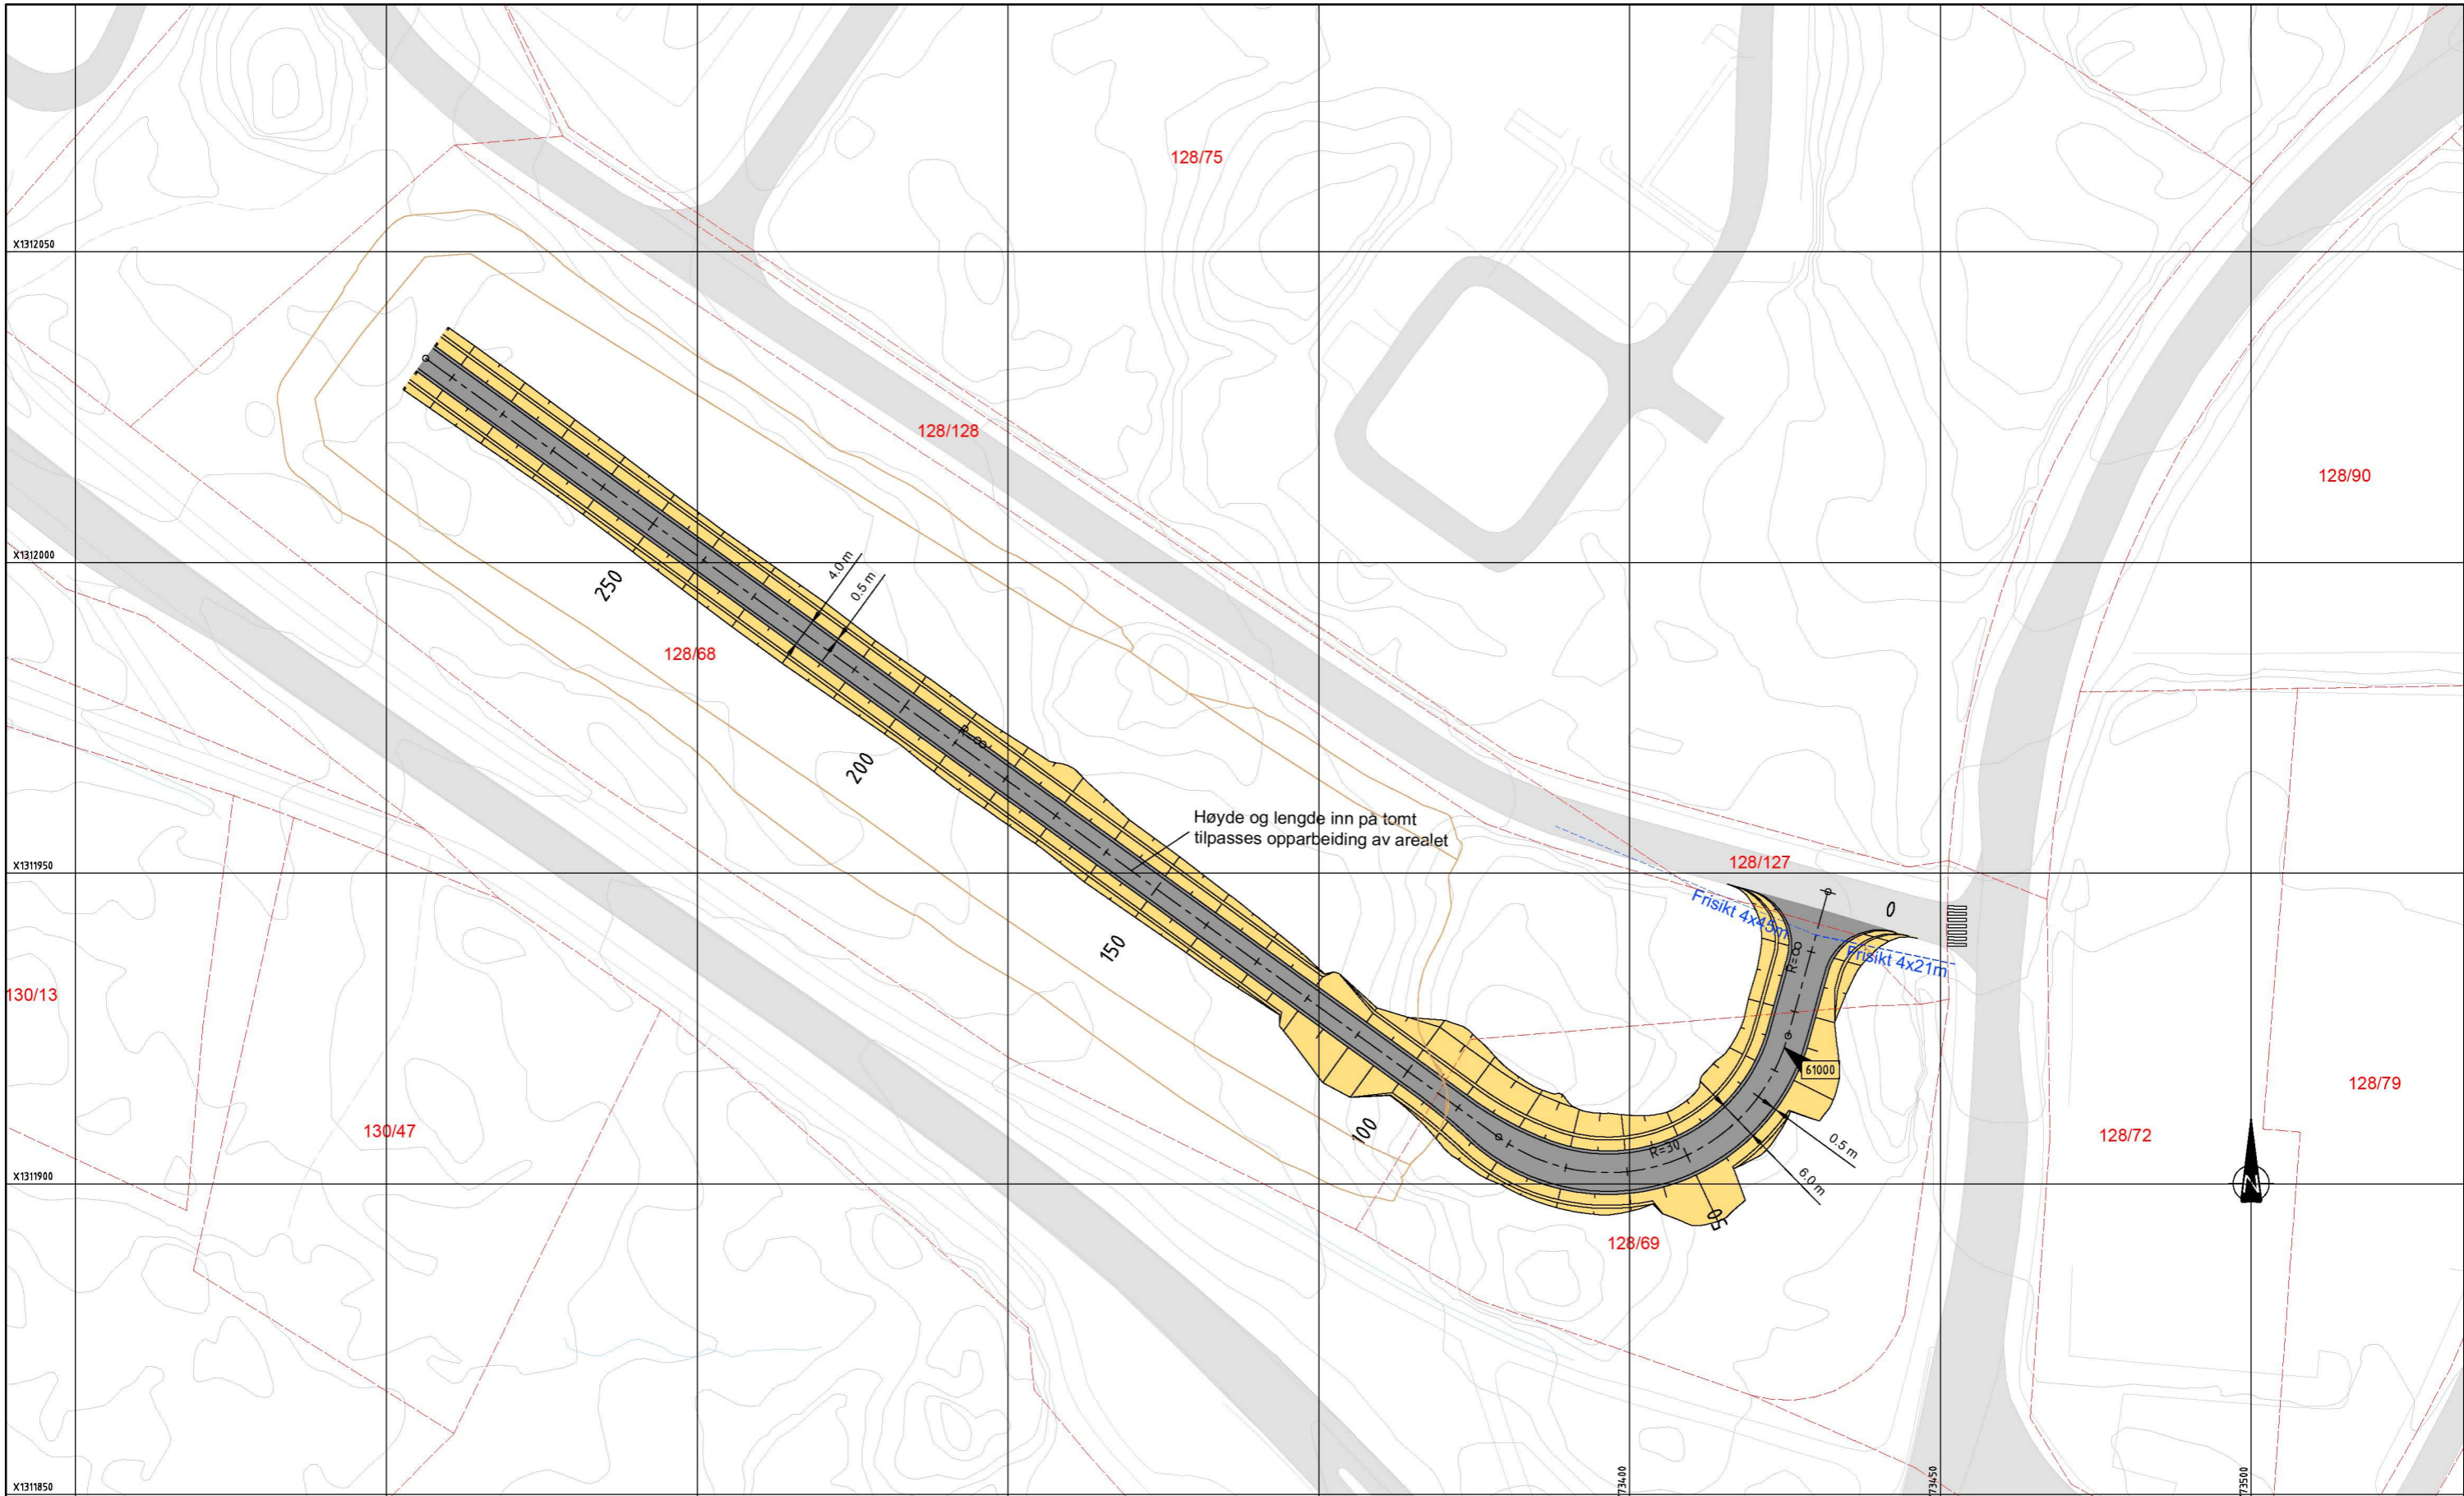 128/75
X1312050
128/128
128/90
X1312000
4.0 m
0.5 m
250
128/68
R=∞
200
Høyde og lengde inn på tomt
tilpasses opparbeiding av arealet
128/127
X1311950
Frisikt 4x45m
0
Frisikt 4x21m
R=∞
150
130/13
61000
128/79
100
130/47
128/72
0.5 m
R=30
6.0 m
X1311900
N
50
128/69
X1311850
73400
73450
73500